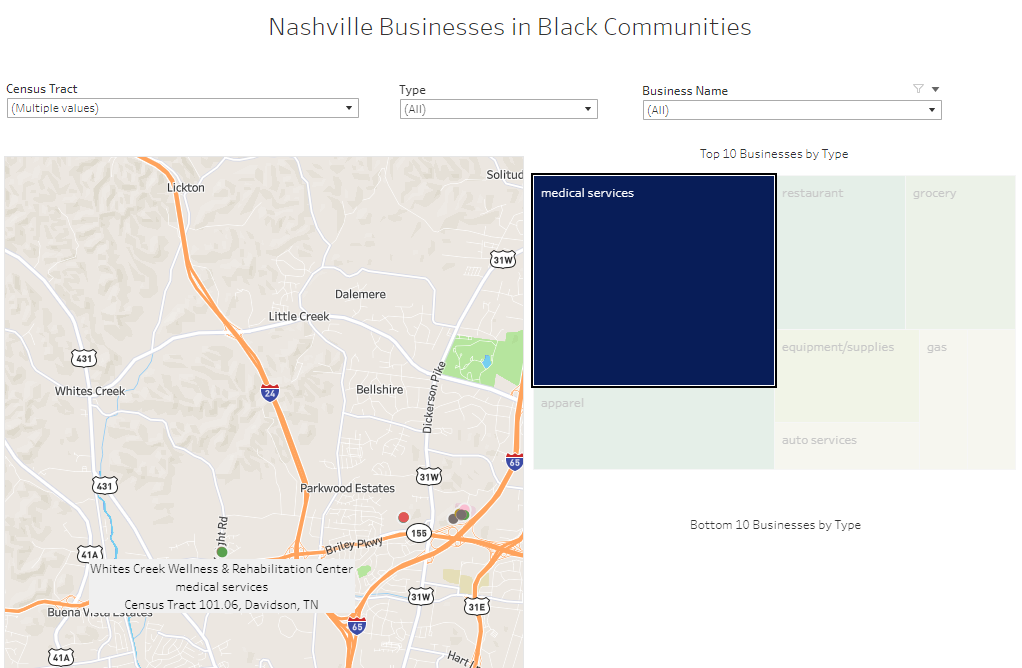 Nashville Businesses in Black Communities
Census Tract
(Multiple values)
Type
(All)
Business Name
(All)
Top 10 Businesses by Type
medical services
restaurant
grocery
equipment/supplies
gas
apparel
auto services
Bottom 10 Businesses by Type
Lickton
Solitud
31W
Dalemere
Little Creek
431
Whites Creek
24
Bellshire
Dickerson Pike
65
431
31W
Parkwood Estates
ght Rd
155
Briley Pkwy
41A
Whites Creek Wellness & Rehabilitation Center
medical services
Census Tract 101.06, Davidson, TN
31W
31E
Buena Vista Estates
65
41A
Hart L